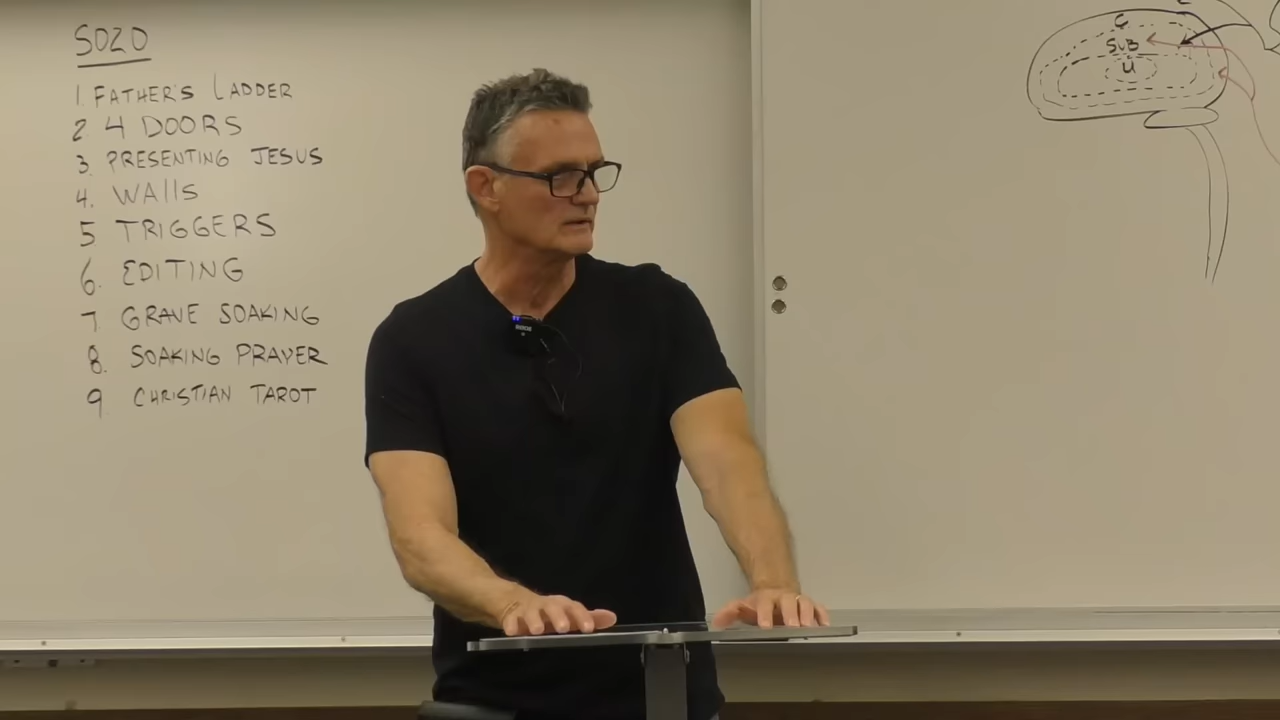 SOZO
1. FATHER'S LADDER
2. 4 DOORS
3. PRESENTING JESUS
4. WALLS
5 TRIGGERS
6. EDITING
7. GRAVE SOAKING
8. SOAKING PRAYER
9. CHRISTIAN TAROT
C
SUB
U